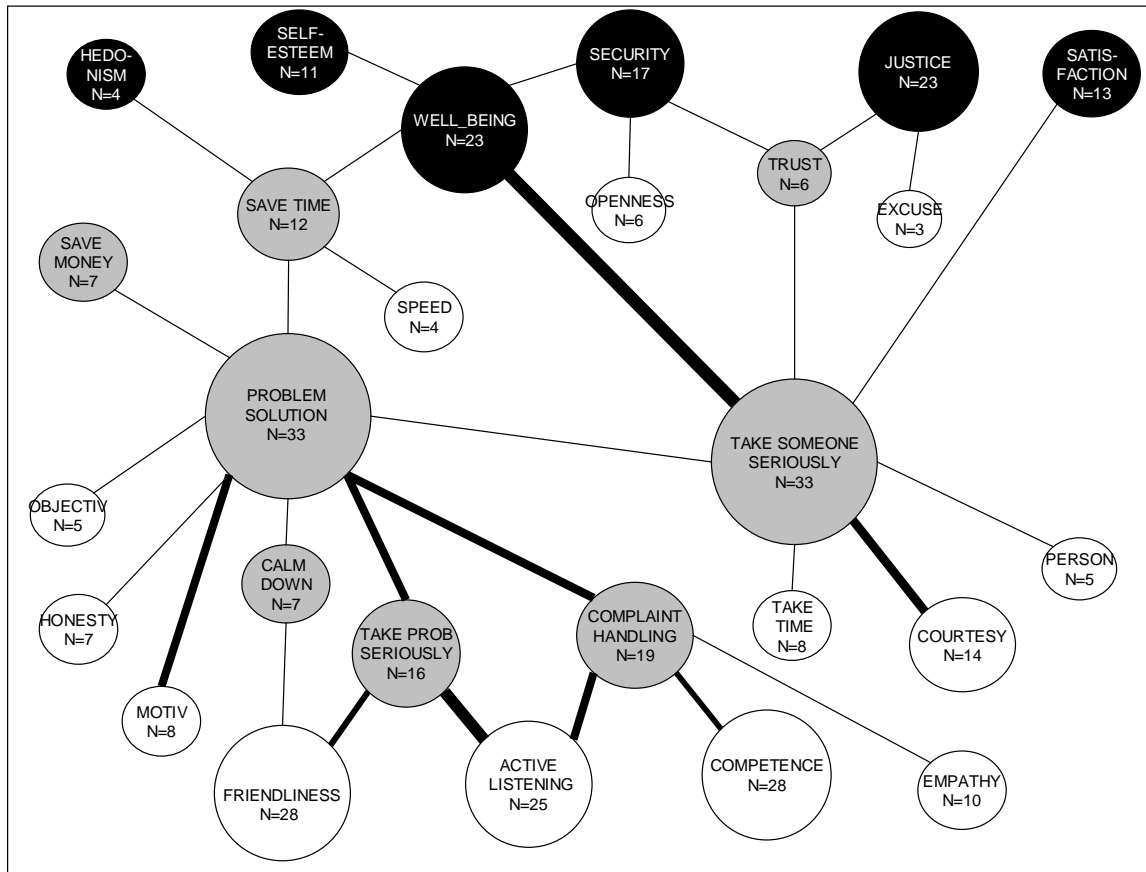 HEDO-
NISM
N=4
SELF-
ESTEEM
N=11
WELL_BEING
N=23
SECURITY
N=17
JUSTICE
N=23
SATIS-
FACTION
N=13
TRUST
N=6
OPENNESS
N=6
EXCUSE
N=3
SAVE TIME
N=12
SAVE
MONEY
N=7
SPEED
N=4
PROBLEM
SOLUTION
N=33
TAKE SOMEONE
SERIOUSLY
N=33
OBJECTIV
N=5
CALM
DOWN
N=7
HONESTY
N=7
TAKE PROB
SERIOUSLY
N=16
COMPLAINT
HANDLING
N=19
TAKE
TIME
N=8
PERSON
N=5
COURTESY
N=14
MOTIV
N=8
FRIENDLINESS
N=28
ACTIVE
LISTENING
N=25
COMPETENCE
N=28
EMPATHY
N=10